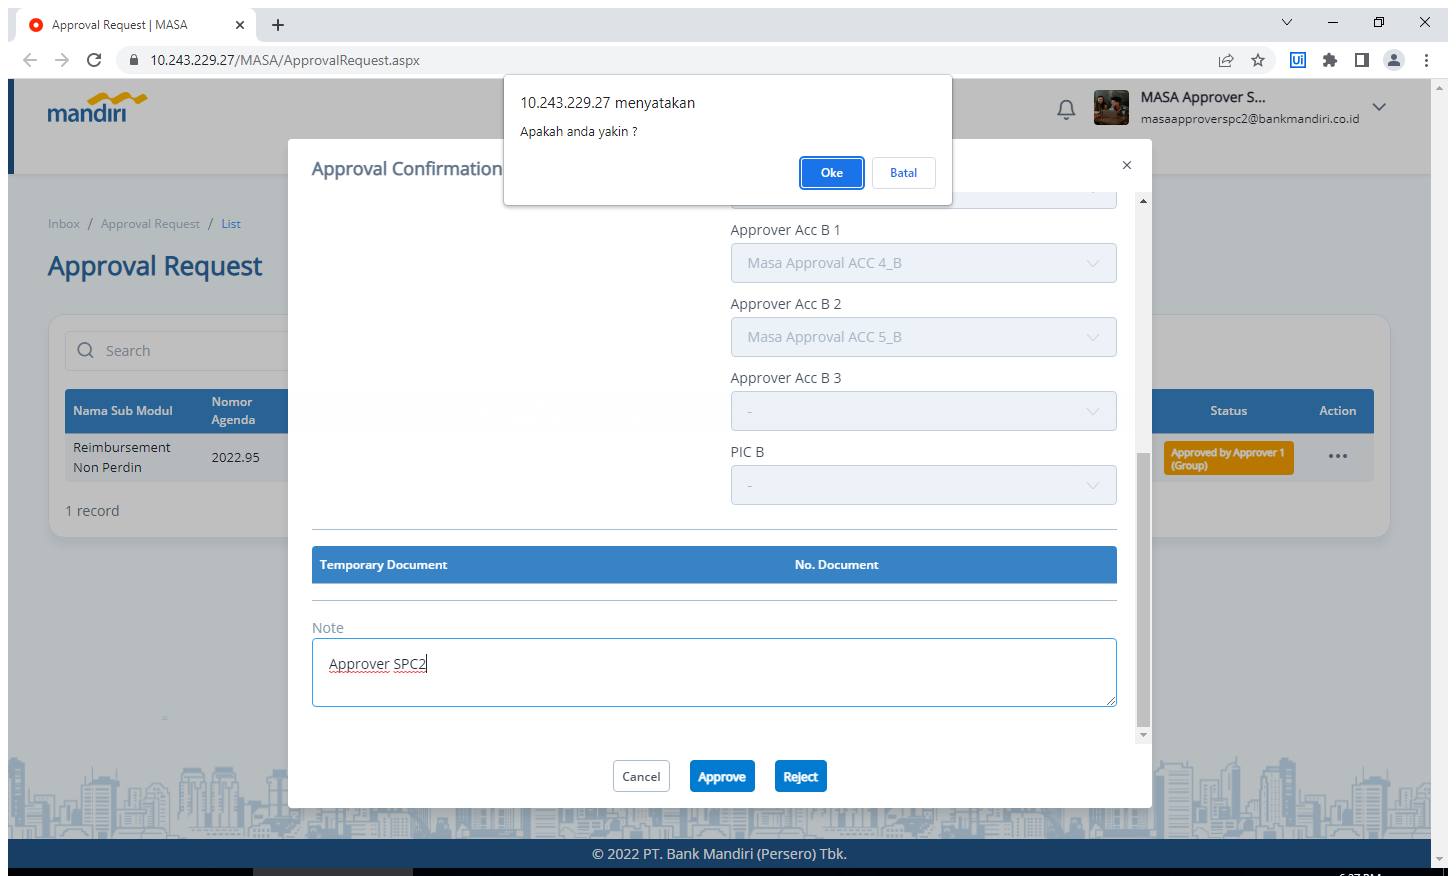 Approval Request | MASA
10.243.229.27/MASA/ApprovalRequest.aspx
Ui
10.243.229.27 menyatakan
Apakah anda yakin ?
Oke
Batal
mandiri
MASA Approver S...
masaapproverspc2@bankmandiri.co.id
Approval Confirmation
Inbox / Approval Request / List
Approval Request
Search
Nama Sub Modul
Nomor
Agenda
Status
Action
Reimbursement
Non Perdin
2022.95
Approved by Approver 1
(Group)
1 record
Approver Acc B 1
Masa Approval ACC 4_B
Approver Acc B 2
Masa Approval ACC 5_B
Approver Acc B 3
-
PIC B
-
Temporary Document
No. Document
Note
Approver SPC2
Cancel
Approve
Reject
© 2022 PT. Bank Mandiri (Persero) Tbk.